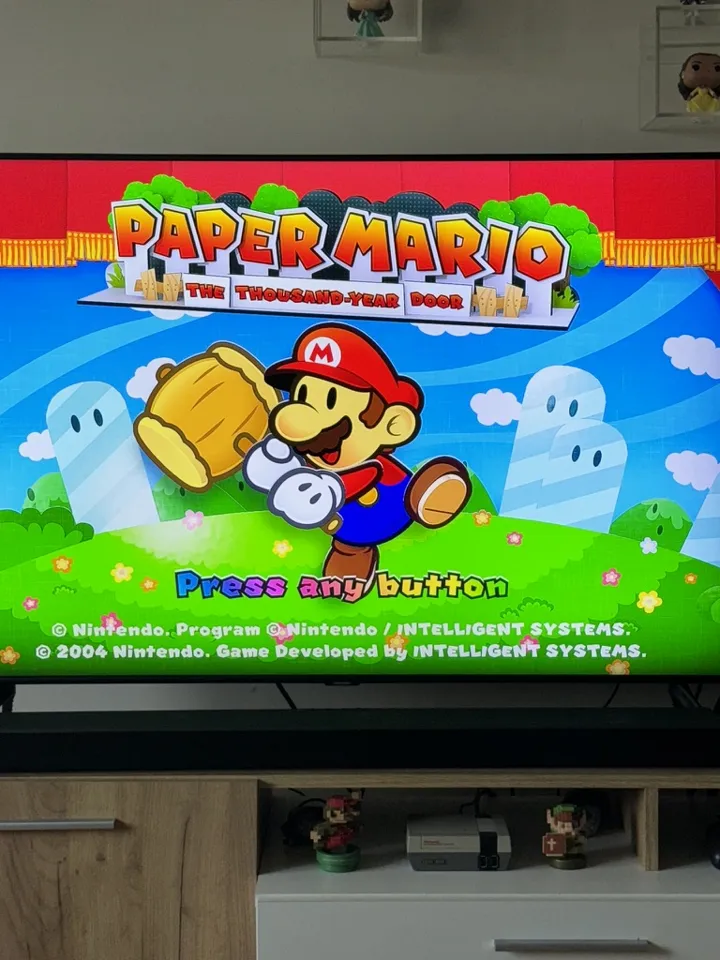 PAPER MARIO
THE THOUSAND-YEAR DOOR
M
Press any button
© Nintendo. Program © Nintendo / INTELLIGENT SYSTEMS.
© 2004 Nintendo. Game Developed by INTELLIGENT SYSTEMS.